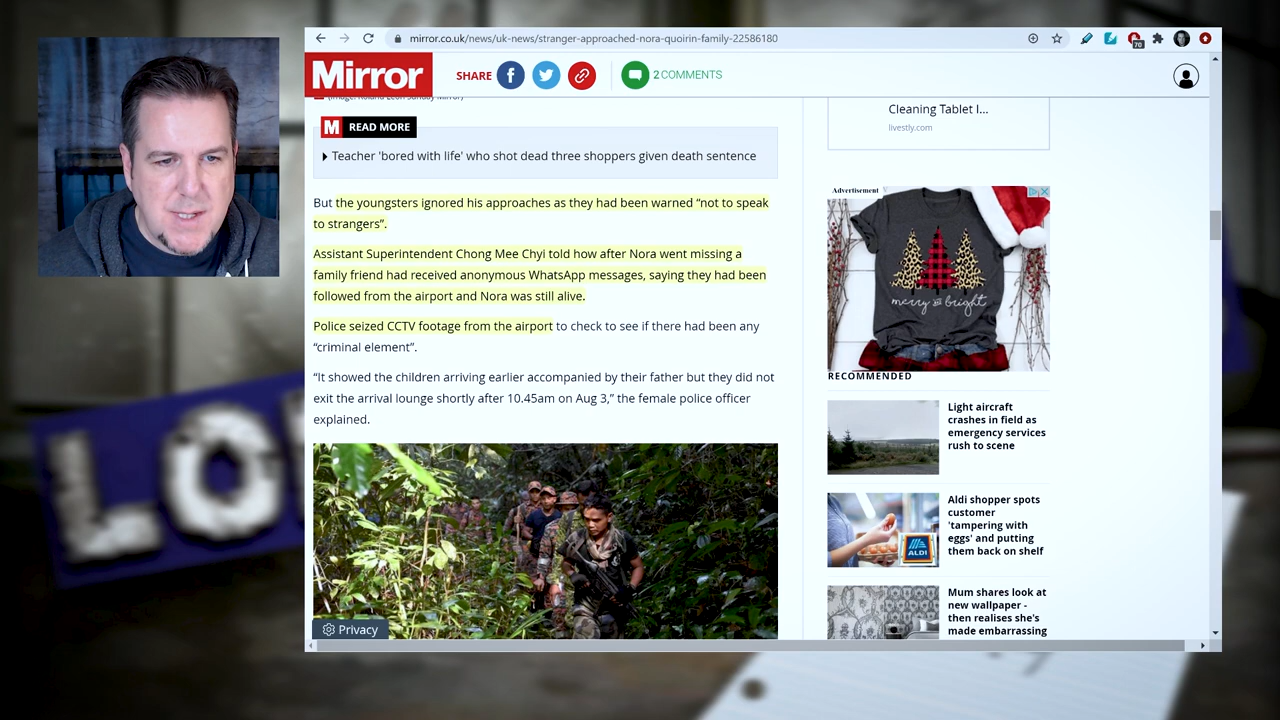 mirror.co.uk/news/uk-news/stranger-approached-nora-quoirin-family-22586180
70
Mirror
SHARE
2 COMMENTS
M READ MORE
Teacher 'bored with life' who shot dead three shoppers given death sentence
But the youngsters ignored his approaches as they had been warned “not to speak
to strangers”.
Assistant Superintendent Chong Mee Chyi told how after Nora went missing a
family friend had received anonymous WhatsApp messages, saying they had been
followed from the airport and Nora was still alive.
Police seized CCTV footage from the airport to check to see if there had been any
“criminal element”.
“It showed the children arriving earlier accompanied by their father but they did not
exit the arrival lounge shortly after 10.45am on Aug 3,” the female police officer
explained.
Privacy
Cleaning Tablet I...
livestly.com
Advertisement
merry & bright
RECOMMENDED
Light aircraft
crashes in field as
emergency services
rush to scene
Aldi shopper spots
customer
'tampering with
eggs' and putting
them back on shelf
ALDI
Mum shares look at
new wallpaper -
then realises she's
made embarrassing
LO